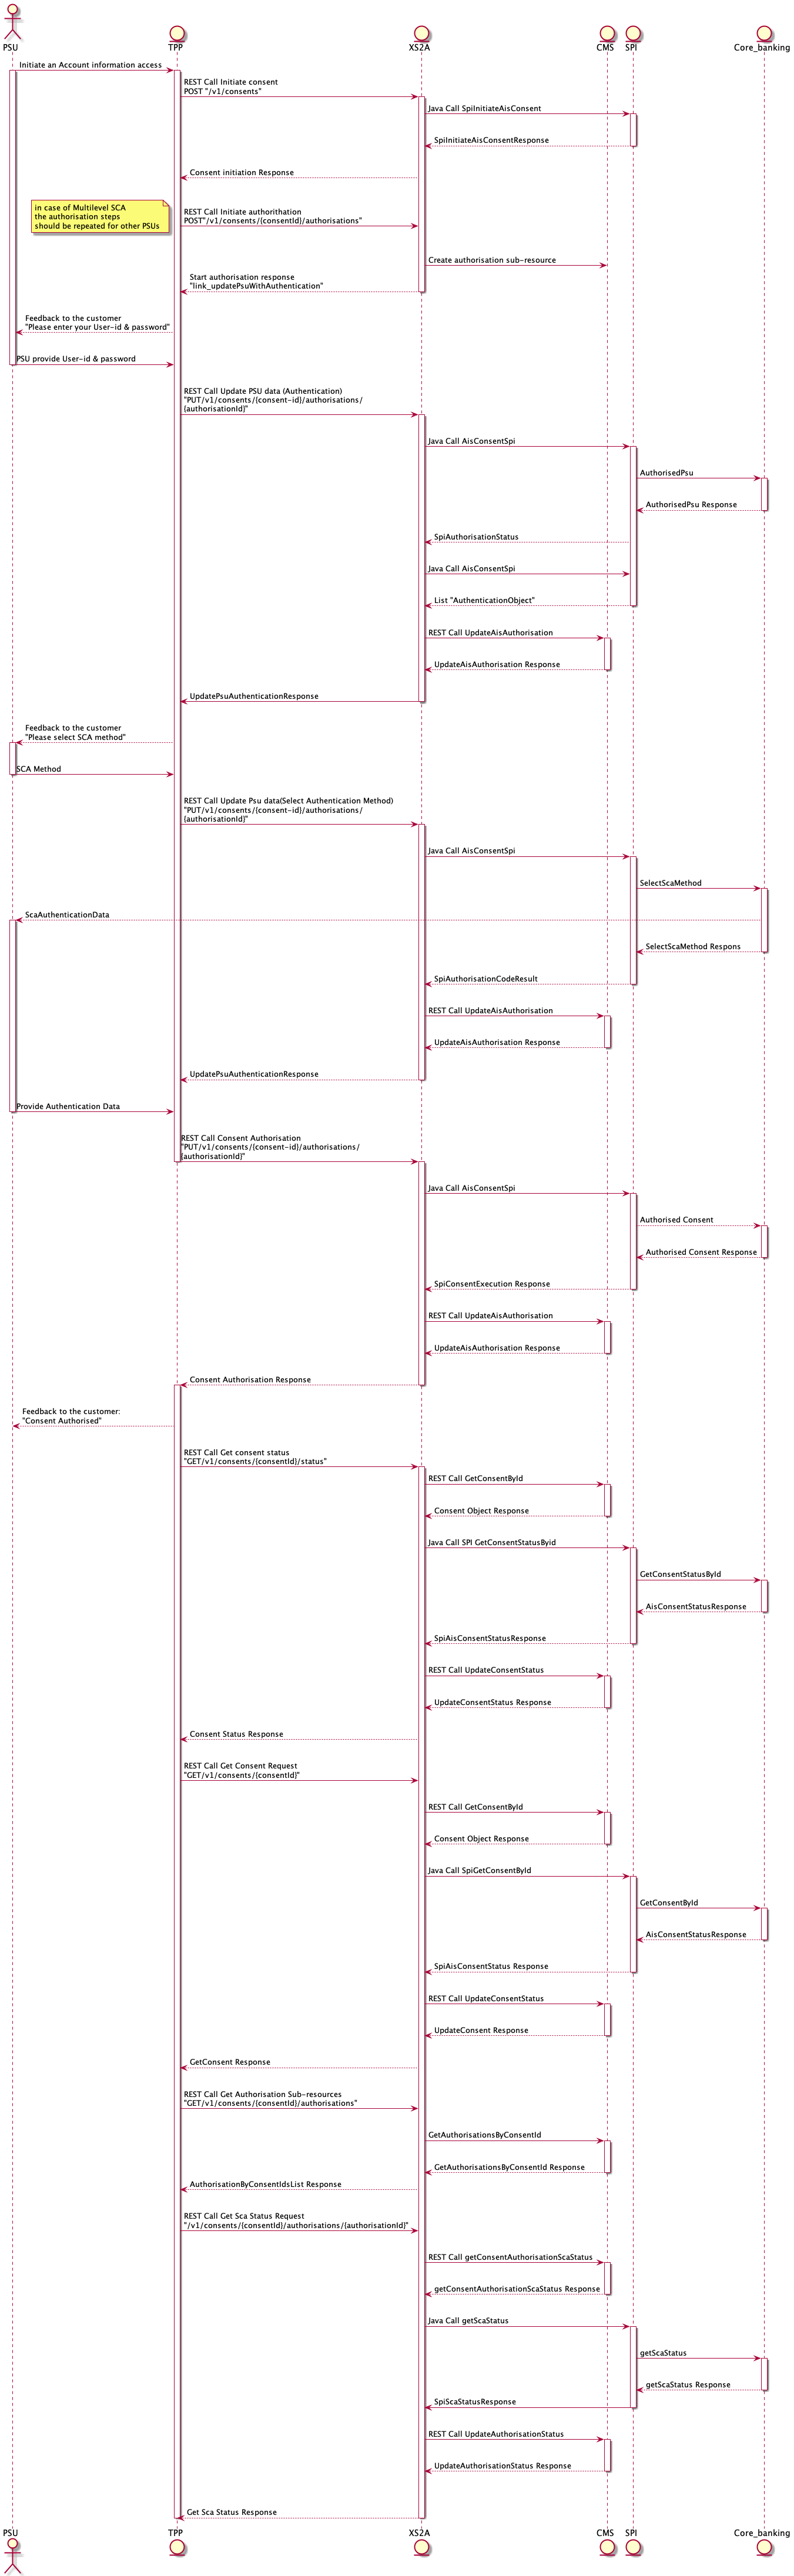 PSU TPP XS2A CMS SPI Core_banking
Initiate an Account information access
REST Call Initiate consent
POST "/v1/consents"
Java Call SpiInitiateAisConsent
SpiInitiateAisConsentResponse
Consent initiation Response
in case of Multilevel SCA
the authorisation steps
should be repeated for other PSUs
REST Call Initiate authorithation
POST"/v1/consents/{consentId}/authorisations"
Create authorisation sub-resource
Start authorisation response
"link_updatePsuWithAuthentication"
Feedback to the customer
"Please enter your User-id & password"
PSU provide User-id & password
REST Call Update PSU data (Authentication)
"PUT/v1/consents/{consent-id}/authorisations/
{authorisationId}"
Java Call AisConsentSpi
AuthorisedPsu
AuthorisedPsu Response
SpiAuthorisationStatus
Java Call AisConsentSpi
List "AuthenticationObject"
REST Call UpdateAisAuthorisation
UpdateAisAuthorisation Response
UpdatePsuAuthenticationResponse
Feedback to the customer
"Please select SCA method"
SCA Method
REST Call Update Psu data(Select Authentication Method)
"PUT/v1/consents/{consent-id}/authorisations/
{authorisationId}"
Java Call AisConsentSpi
SelectScaMethod
ScaAuthenticationData
SelectScaMethod Respons
SpiAuthorisationCodeResult
REST Call UpdateAisAuthorisation
UpdateAisAuthorisation Response
UpdatePsuAuthenticationResponse
Provide Authentication Data
REST Call Consent Authorisation
"PUT/v1/consents/{consent-id}/authorisations/
{authorisationId}"
Java Call AisConsentSpi
Authorised Consent
Authorised Consent Response
SpiConsentExecution Response
REST Call UpdateAisAuthorisation
UpdateAisAuthorisation Response
Consent Authorisation Response
Feedback to the customer:
"Consent Authorised"
REST Call Get consent status
"GET/v1/consents/{consentId}/status"
REST Call GetConsentById
Consent Object Response
Java Call SPI GetConsentStatusByid
GetConsentStatusById
AisConsentStatusResponse
SpiAisConsentStatusResponse
REST Call UpdateConsentStatus
UpdateConsentStatus Response
Consent Status Response
REST Call Get Consent Request
"GET/v1/consents/{consentId}"
REST Call GetConsentById
Consent Object Response
Java Call SpiGetConsentById
GetConsentById
AisConsentStatusResponse
SpiAisConsentStatus Response
REST Call UpdateConsentStatus
UpdateConsent Response
GetConsent Response
REST Call Get Authorisation Sub-resources
"GET/v1/consents/{consentId}/authorisations"
GetAuthorisationsByConsentId
GetAuthorisationsByConsentId Response
AuthorisationByConsentIdsList Response
REST Call Get Sca Status Request
"/v1/consents/{consentId}/authorisations/{authorisationId}"
REST Call getConsentAuthorisationScaStatus
getConsentAuthorisationScaStatus Response
Java Call getScaStatus
getScaStatus
getScaStatus Response
SpiScaStatusResponse
REST Call UpdateAuthorisationStatus
UpdateAuthorisationStatus Response
Get Sca Status Response
PSU TPP XS2A CMS SPI Core_banking